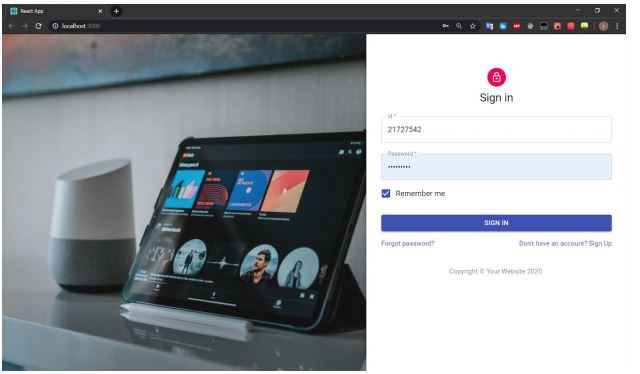 React App
localhost:3000
Sign in
Id *
21727542
Password *
•••••••••
Remember me
SIGN IN
Forgot password?
Don't have an account? Sign Up
Copyright © Your Website 2020.
Music